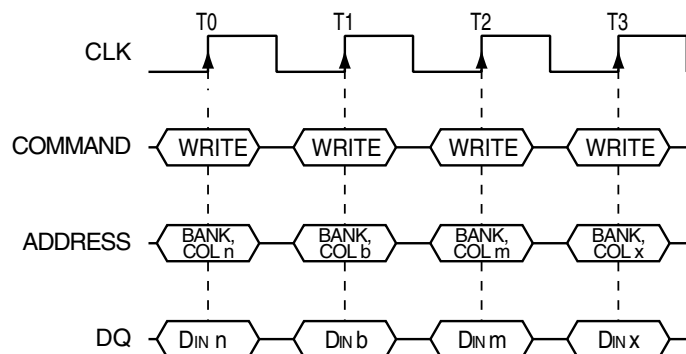 T0 T1 T2 T3
CLK
COMMAND WRITE WRITE WRITE WRITE
ADDRESS BANK, COL n BANK, COL b BANK, COL m BANK, COL x
DQ DIN n DIN b DIN m DIN x